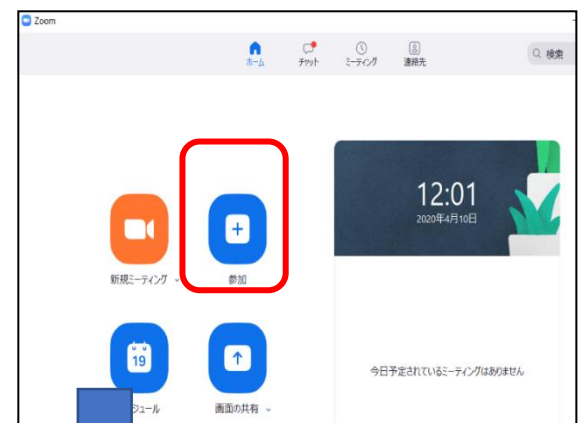 Zoom
ホーム
チャット
ミーティング
連絡先
検索
新規ミーティング
参加
12:01
2020年4月10日
19
ジュール
画面の共有
今日予定されているミーティングはありません